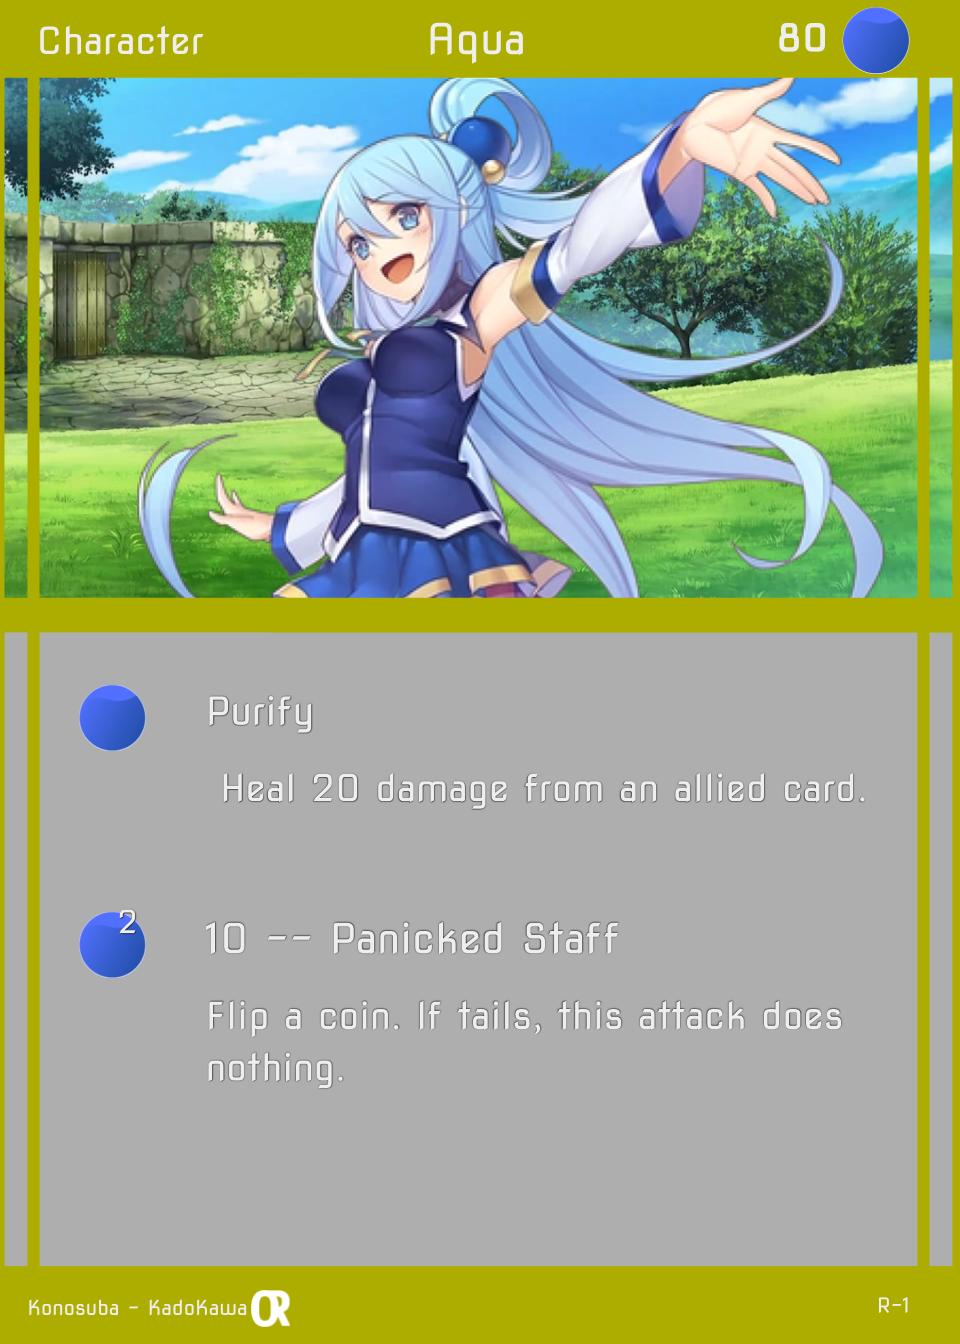 Character Aqua 80
Purify
Heal 20 damage from an allied card.
2
10 -- Panicked Staff
Flip a coin. If tails, this attack does
nothing.
Konosuba - KadoKawa OR R-1